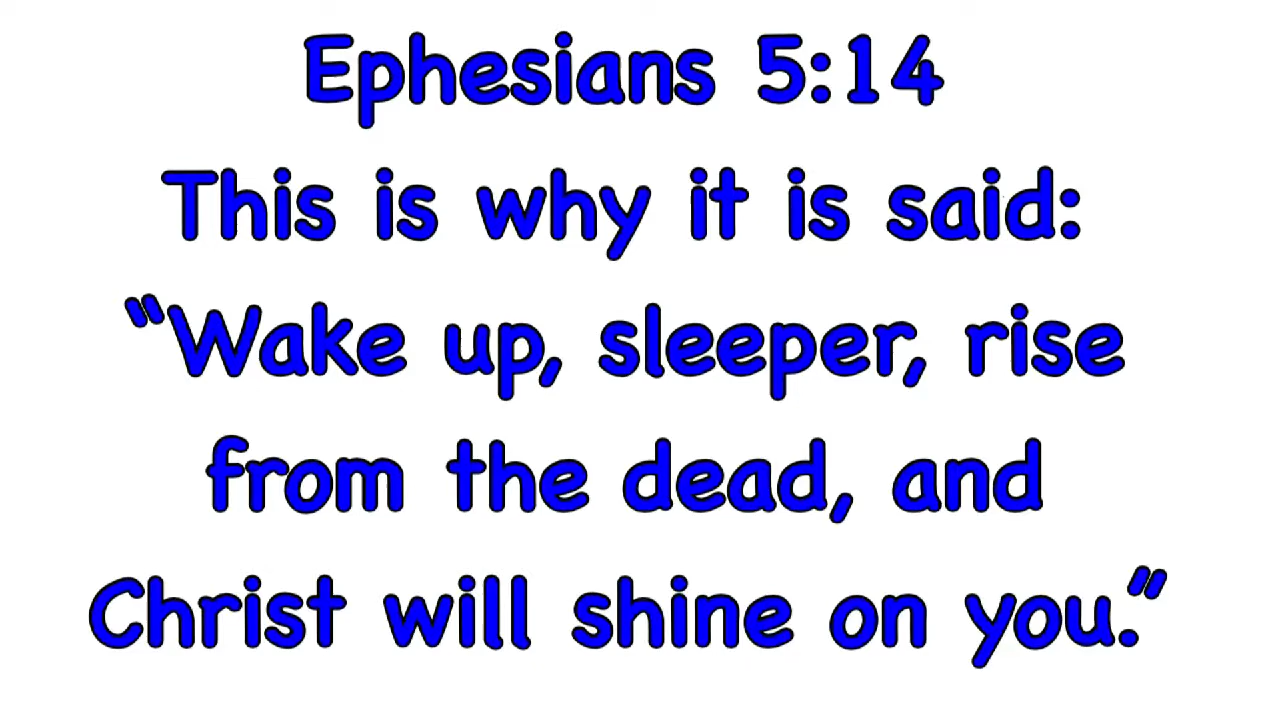 Ephesians 5:14
This is why it is said:
“Wake up, sleeper, rise
from the dead, and
Christ will shine on you.”